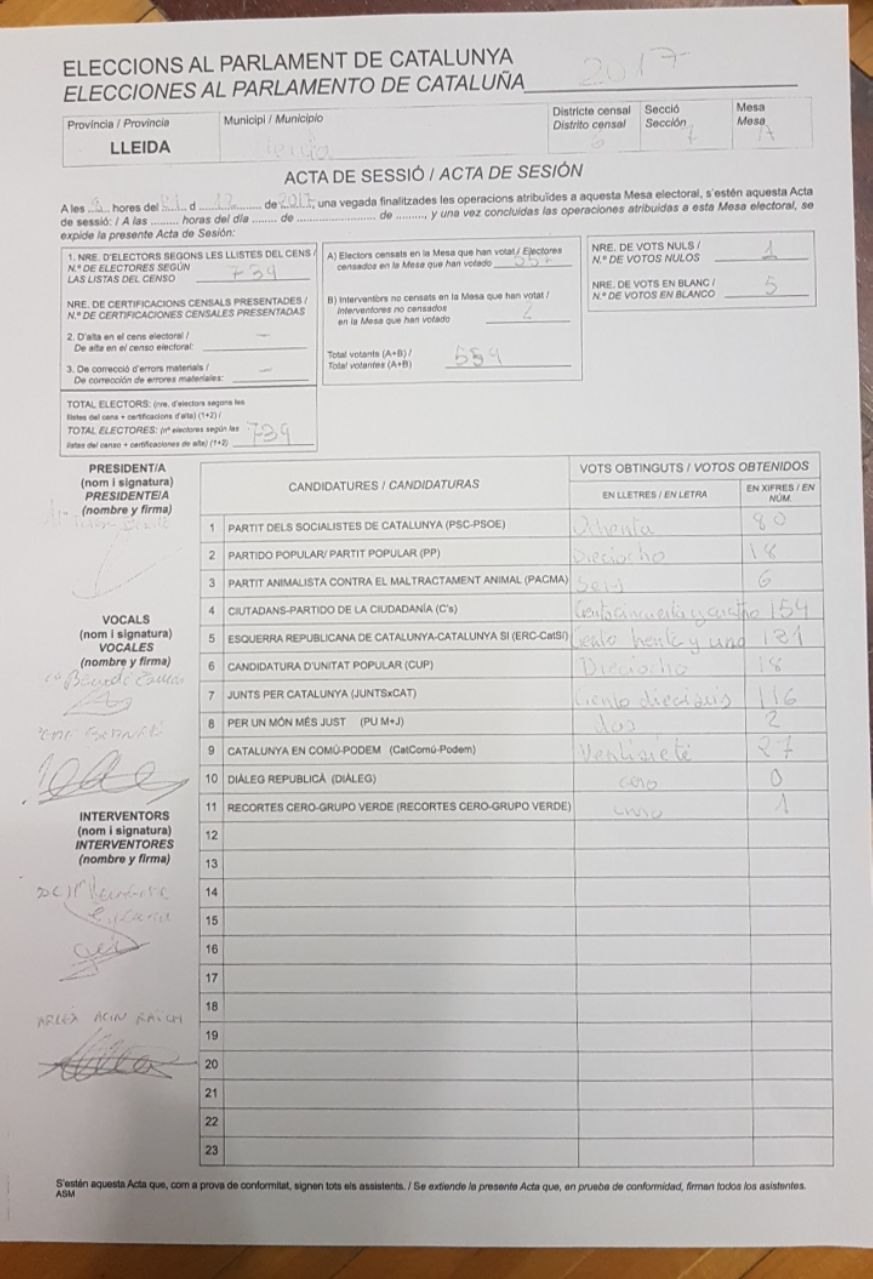 ELECCIONS AL PARLAMENT DE CATALUNYA
ELECCIONES AL PARLAMENTO DE CATALUÑA 2017
Provincia / Provincia
LLEIDA
Municipi / Municipio
Lleida
Districte censal
Distrito censal
6
Secció
Sección
7
Mesa
Mesa
A
ACTA DE SESSIÓ / ACTA DE SESIÓN
A les hores del 21 d 12 de 2017, una vegada finalitzades les operacions atribuïdes a aquesta Mesa electoral, s'estén aquesta Acta
de sessió: / A las ......... horas del día ........ de ........................ de ........., y una vez concluidas las operaciones atribuidas a esta Mesa electoral, se
expide la presente Acta de Sesión:
1. NRE. D'ELECTORS SEGONS LES LLISTES DEL CENS /
N.º DE ELECTORES SEGÚN
LAS LISTAS DEL CENSO 739
NRE. DE CERTIFICACIONS CENSALS PRESENTADES /
N.º DE CERTIFICACIONES CENSALES PRESENTADAS
2. D'alta en el cens electoral /
De alta en el censo electoral: —
3. De correcció d'errors materials /
De corrección de errores materiales: —
TOTAL ELECTORS: (nre. d'electors segons les
llistes del cens + certificacions d'alta) (1+2) /
TOTAL ELECTORES: (nº electores según las
listas del censo + certificaciones de alta) (1+2) 739
A) Electors censats en la Mesa que han votat / Electores
censados en la Mesa que han votado 557
B) Interventors no censats en la Mesa que han votat /
Interventores no censados
en la Mesa que han votado 2
Total votants (A+B) /
Total votantes (A+B) 559
NRE. DE VOTS NULS /
N.º DE VOTOS NULOS 1
NRE. DE VOTS EN BLANC /
N.º DE VOTOS EN BLANCO 5
PRESIDENT/A
(nom i signatura)
PRESIDENTE/A
(nombre y firma)
VOCALS
(nom i signatura)
VOCALES
(nombre y firma)
INTERVENTORS
(nom i signatura)
INTERVENTORES
(nombre y firma)
ARLEX ACIN
CANDIDATURES / CANDIDATURAS
VOTS OBTINGUTS / VOTOS OBTENIDOS
EN LLETRES / EN LETRA
EN XIFRES / EN NÚM.
1 PARTIT DELS SOCIALISTES DE CATALUNYA (PSC-PSOE) Ochenta 80
2 PARTIDO POPULAR/ PARTIT POPULAR (PP) Dieciocho 18
3 PARTIT ANIMALISTA CONTRA EL MALTRACTAMENT ANIMAL (PACMA) Seis 6
4 CIUTADANS-PARTIDO DE LA CIUDADANÍA (C's) Ciento cincuenta y cuatro 154
5 ESQUERRA REPUBLICANA DE CATALUNYA-CATALUNYA SÍ (ERC-CatSí) Ciento trenta y uno 131
6 CANDIDATURA D'UNITAT POPULAR (CUP) Dieciocho 18
7 JUNTS PER CATALUNYA (JUNTSxCAT) Ciento dieciseis 116
8 PER UN MÓN MÉS JUST (PU M+J) dos 2
9 CATALUNYA EN COMÚ-PODEM (CatComú-Podem) Ventisiete 27
10 DIÀLEG REPUBLICÀ (DIÀLEG) cero 0
11 RECORTES CERO-GRUPO VERDE (RECORTES CERO-GRUPO VERDE) uno 1
12
13
14
15
16
17
18
19
20
21
22
23
S'estén aquesta Acta que, com a prova de conformitat, signen tots els assistents. / Se extiende la presente Acta que, en prueba de conformidad, firman todos los asistentes.
ASM